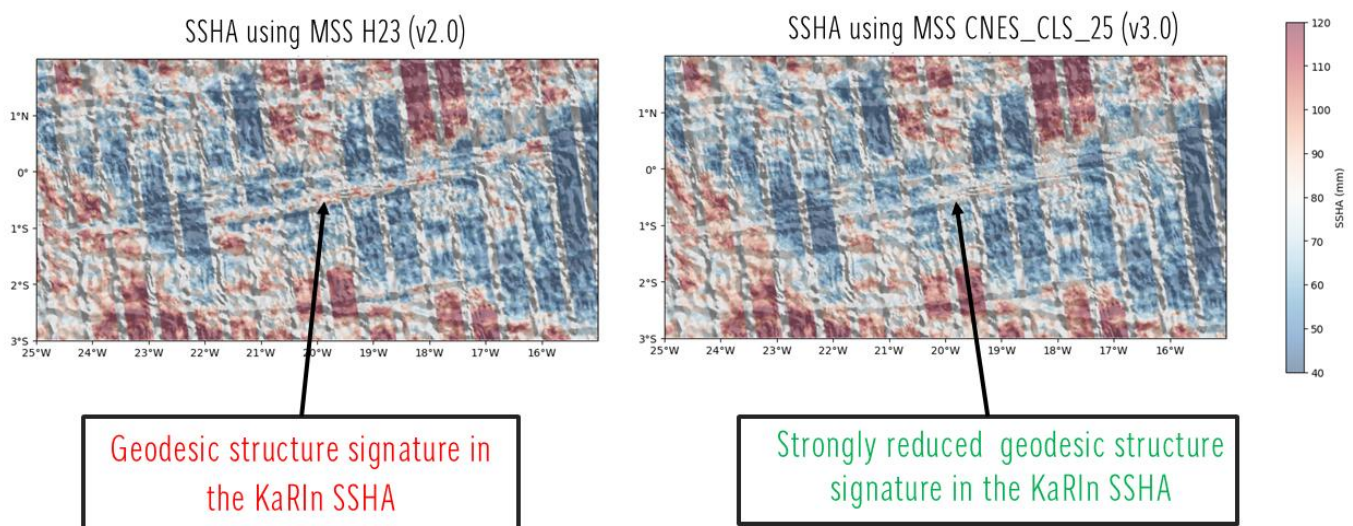 SSHA using MSS H23 (v2.0)
SSHA using MSS CNES_CLS_25 (v3.0)
1°N
0°
1°S
2°S
3°S
25°W 24°W 23°W 22°W 21°W 20°W 19°W 18°W 17°W 16°W
1°N
0°
1°S
2°S
3°S
25°W 24°W 23°W 22°W 21°W 20°W 19°W 18°W 17°W 16°W
120
110
100
90
80
70
60
50
40
SSHA (mm)
Geodesic structure signature in
the KaRIn SSHA
Strongly reduced geodesic structure
signature in the KaRIn SSHA